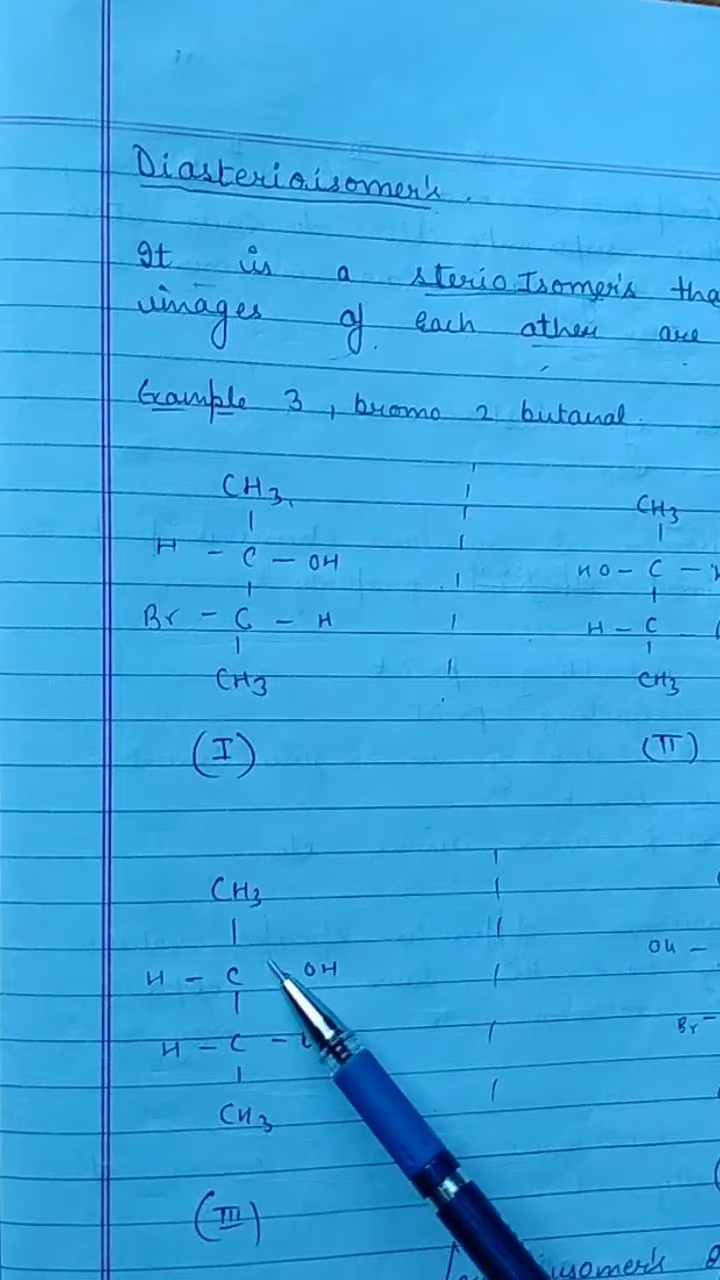 Diasterioisomer's.
It is a sterioIsomer's tha
images of each other are
Example 3, bromo 2 butanal.
CH3
H - C - OH
Br - C - H
CH3
(I)
CH3
HO - C -
H - C -
CH3
(II)
CH3
H - C OH
H - C -
CH3
(III)
OH -
Br -
isomer's